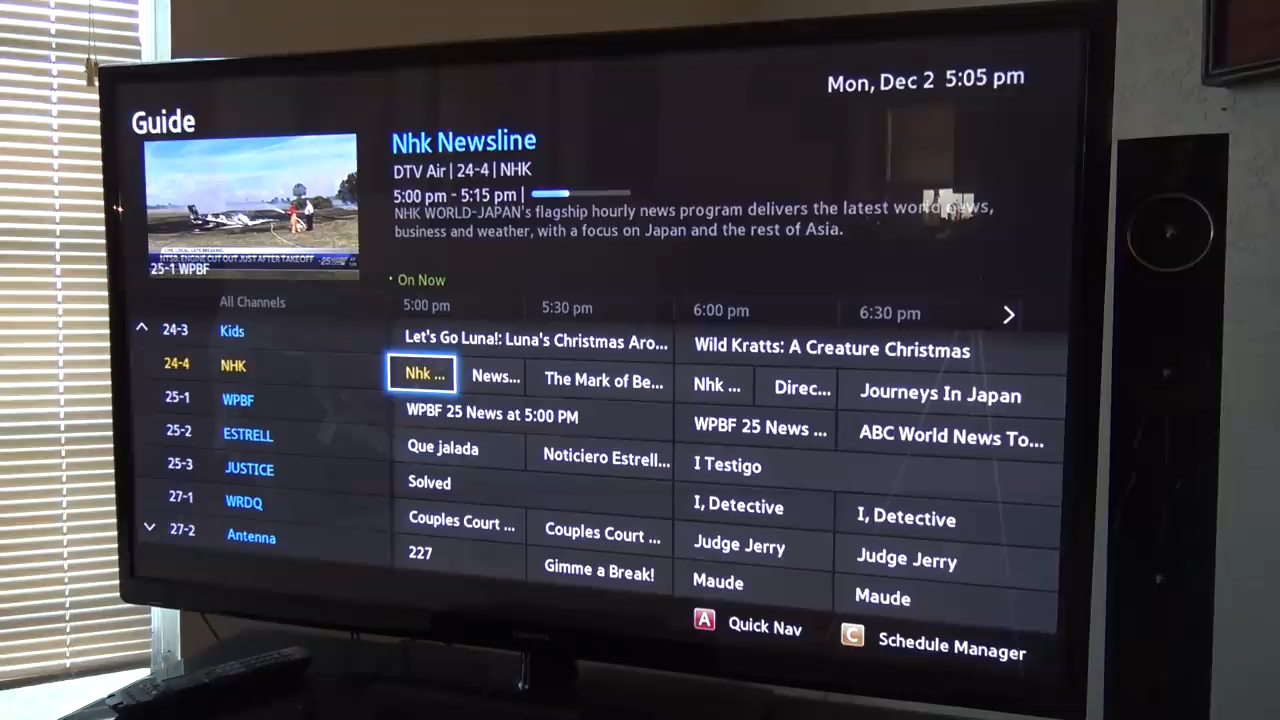 Mon, Dec 2 5:05 pm
Guide
Nhk Newsline
DTV Air | 24-4 | NHK
5:00 pm - 5:15 pm |
NHK WORLD-JAPAN's flagship hourly news program delivers the latest world news,
business and weather, with a focus on Japan and the rest of Asia.
NTSB: ENGINE CUT OUT JUST AFTER TAKEOFF
25-1 WPBF
On Now
All Channels 5:00 pm 5:30 pm 6:00 pm 6:30 pm
24-3 Kids Let's Go Luna!: Luna's Christmas Aro... Wild Kratts: A Creature Christmas
24-4 NHK Nhk ... News... The Mark of Be... Nhk ... Direc... Journeys In Japan
25-1 WPBF WPBF 25 News at 5:00 PM WPBF 25 News ... ABC World News To...
25-2 ESTRELL Que jalada Noticiero Estrell... I Testigo
25-3 JUSTICE Solved I, Detective I, Detective
27-1 WRDQ Couples Court ... Couples Court ... Judge Jerry Judge Jerry
27-2 Antenna 227 Gimme a Break! Maude Maude
A Quick Nav C Schedule Manager